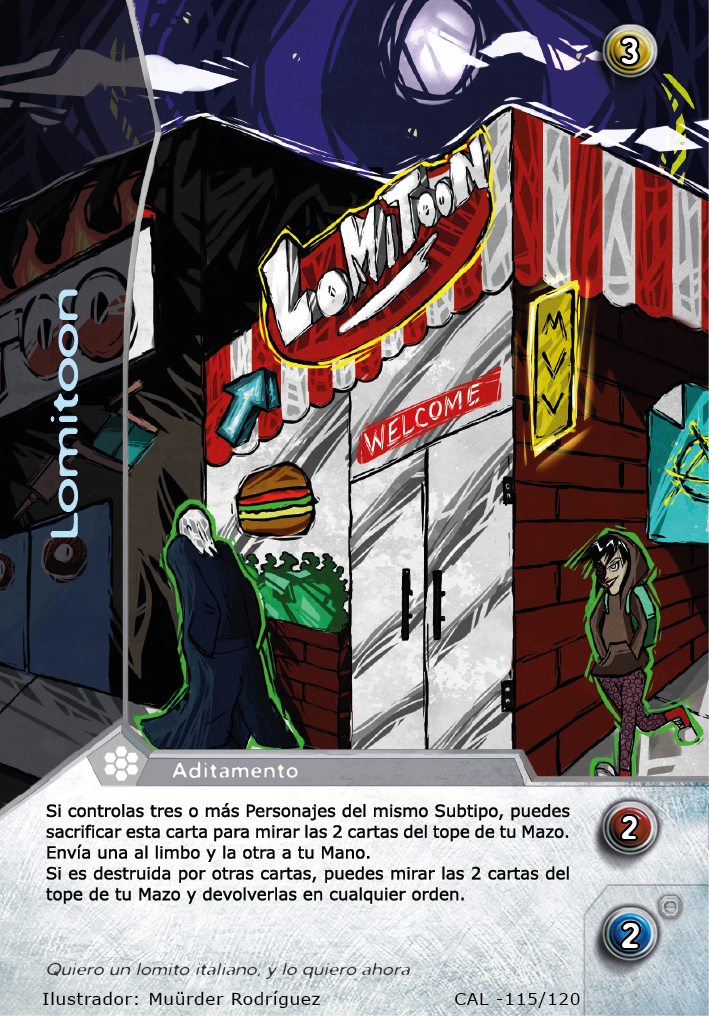 3
LoMiTooN
MVV
WELCOME
Lomitoon
Aditamento
Si controlas tres o más Personajes del mismo Subtipo, puedes
sacrificar esta carta para mirar las 2 cartas del tope de tu Mazo.
Envía una al limbo y la otra a tu Mano.
Si es destruida por otras cartas, puedes mirar las 2 cartas del
tope de tu Mazo y devolverlas en cualquier orden.
2
2
Quiero un lomito italiano, y lo quiero ahora
Ilustrador: Muürder Rodríguez CAL -115/120